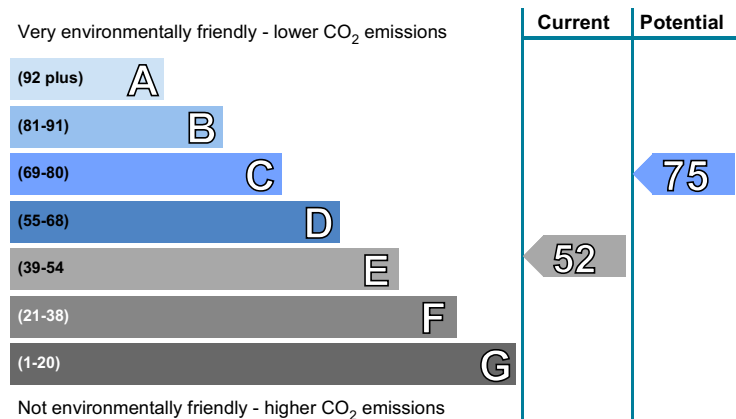 Current Potential
Very environmentally friendly - lower CO2 emissions
(92 plus) A
(81-91) B
(69-80) C 75
(55-68) D
(39-54 E 52
(21-38) F
(1-20) G
Not environmentally friendly - higher CO2 emissions